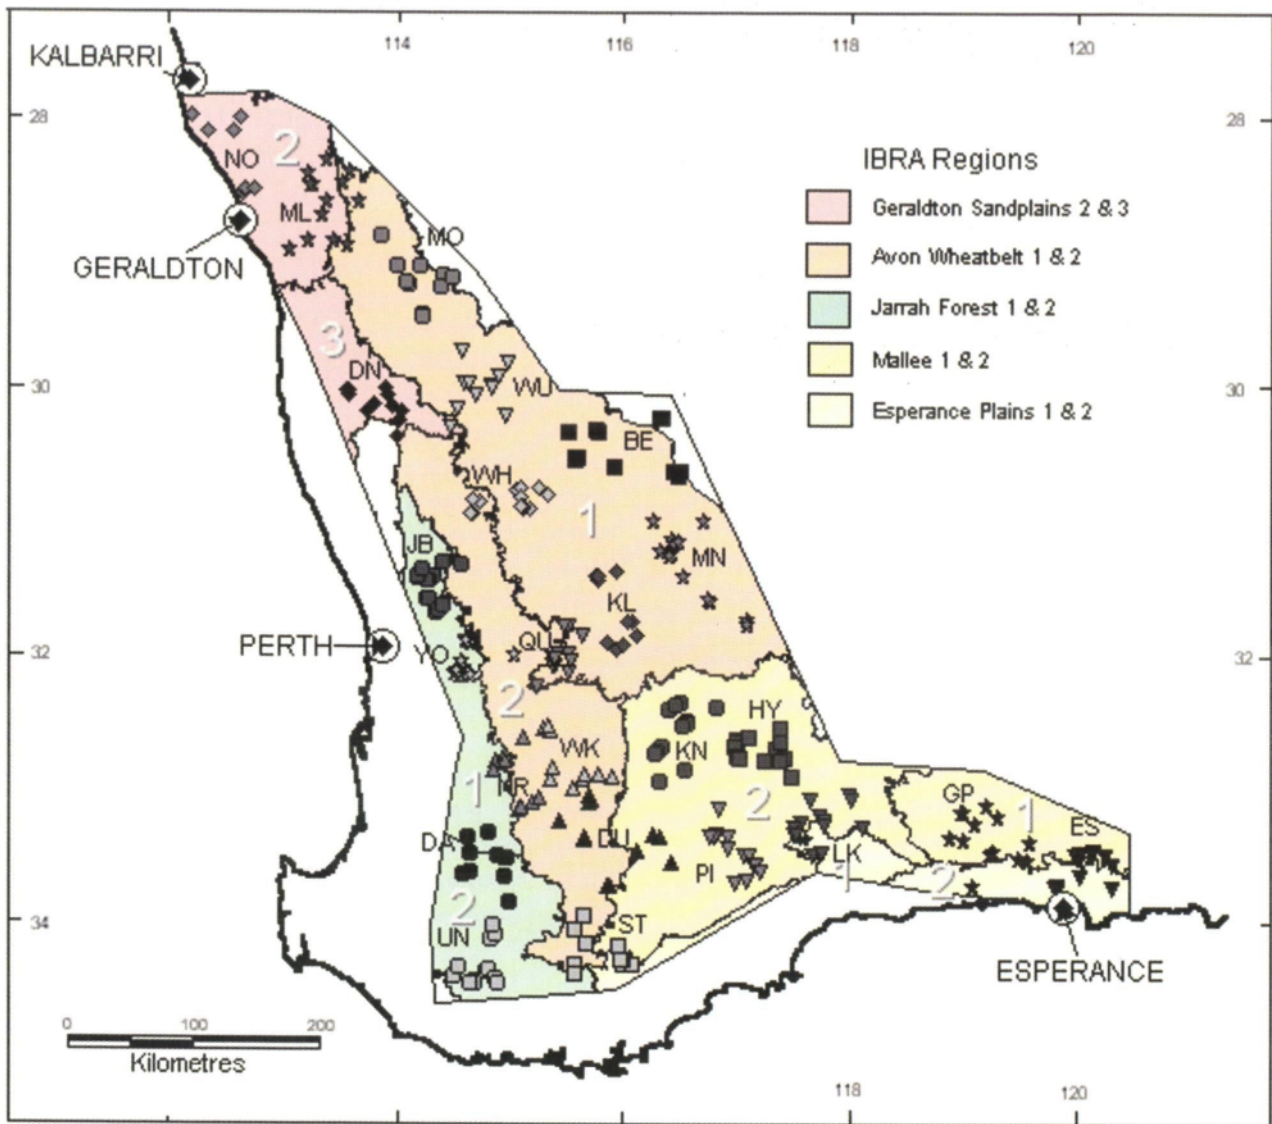 114 116 118 120
KALBARRI
28 28
2
NO
IBRA Regions
ML
Geraldton Sandplains 2 & 3
MO
Avon Wheatbelt 1 & 2
GERALDTON
Jarrah Forest 1 & 2
3
Mallee 1 & 2
DN
30 WU 30
Esperance Plains 1 & 2
BE
WH
1
JB
MN
KL
PERTH QU
YO 32
32
2
HY
WK KN
1 NR
2 GP 1
DA DU ES
LK
PI 1 2
2
34 UN ST
ESPERANCE
0 100 200
Kilometres
118 120